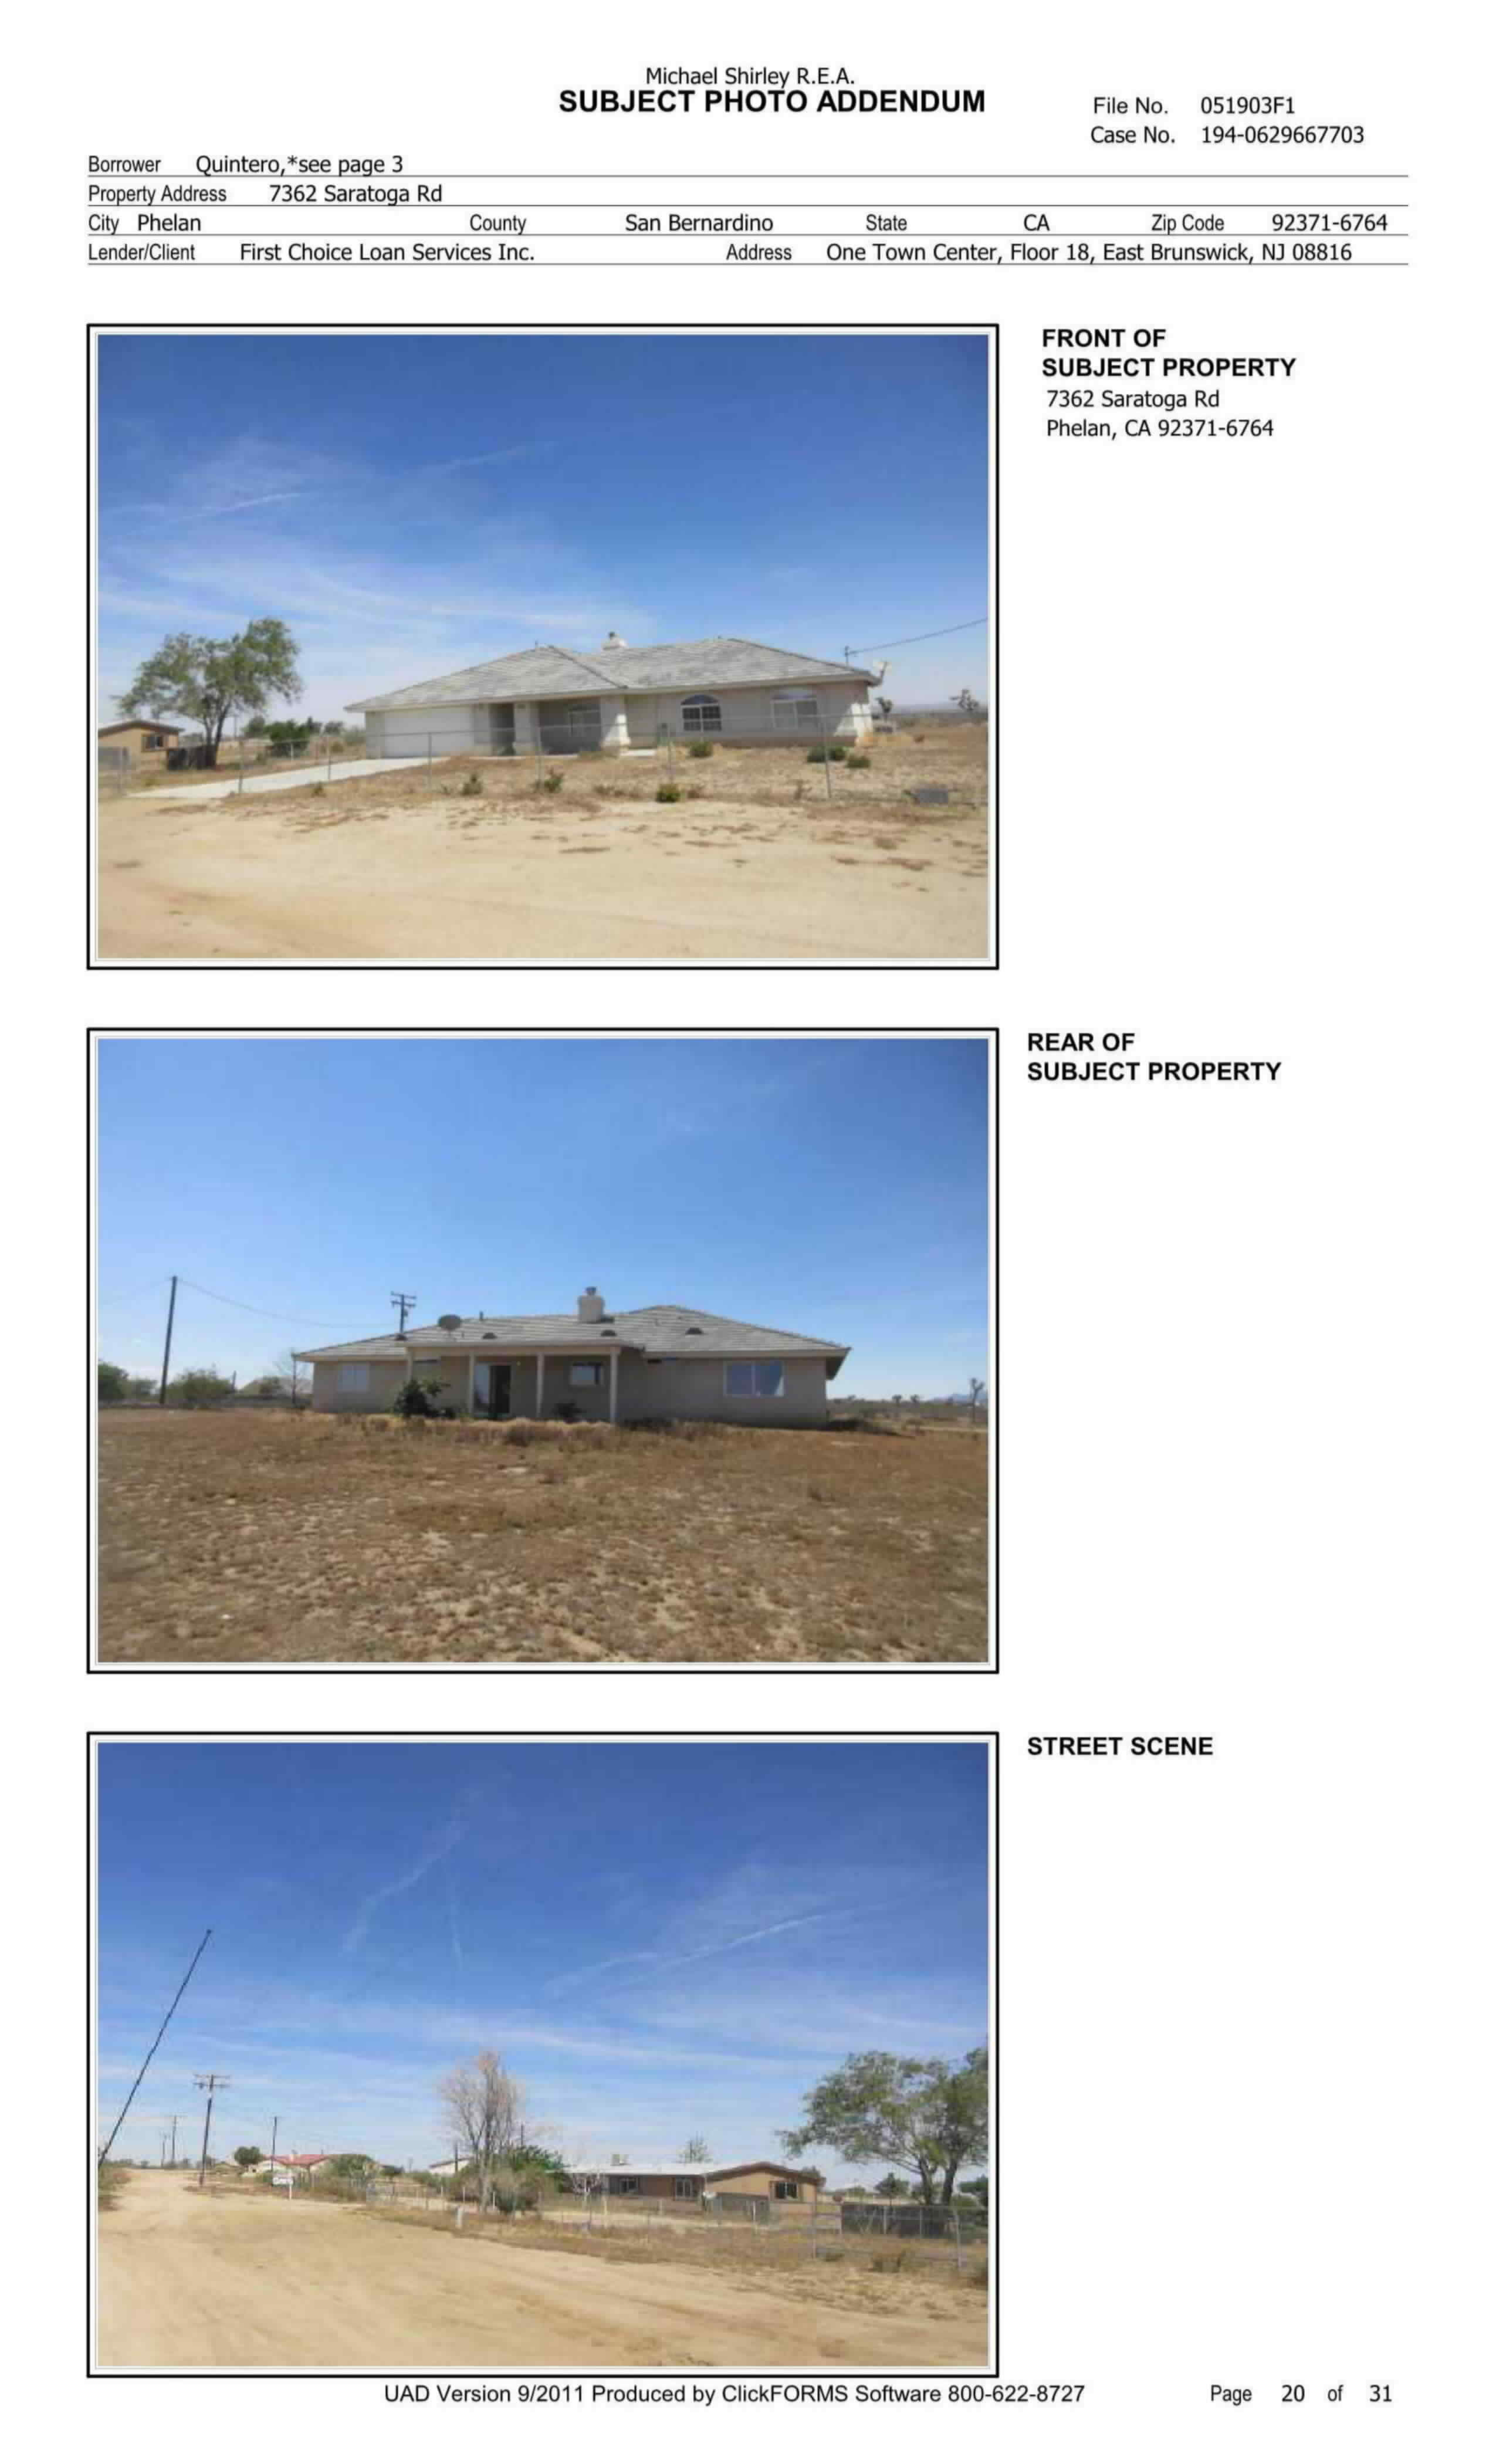 Michael Shirley R.E.A.
SUBJECT PHOTO ADDENDUM
File No. 051903F1
Case No. 194-0629667703
Borrower Quintero,*see page 3
Property Address 7362 Saratoga Rd
City Phelan County San Bernardino State CA Zip Code 92371-6764
Lender/Client First Choice Loan Services Inc. Address One Town Center, Floor 18, East Brunswick, NJ 08816
FRONT OF
SUBJECT PROPERTY
7362 Saratoga Rd
Phelan, CA 92371-6764
REAR OF
SUBJECT PROPERTY
STREET SCENE
UAD Version 9/2011 Produced by ClickFORMS Software 800-622-8727 Page 20 of 31